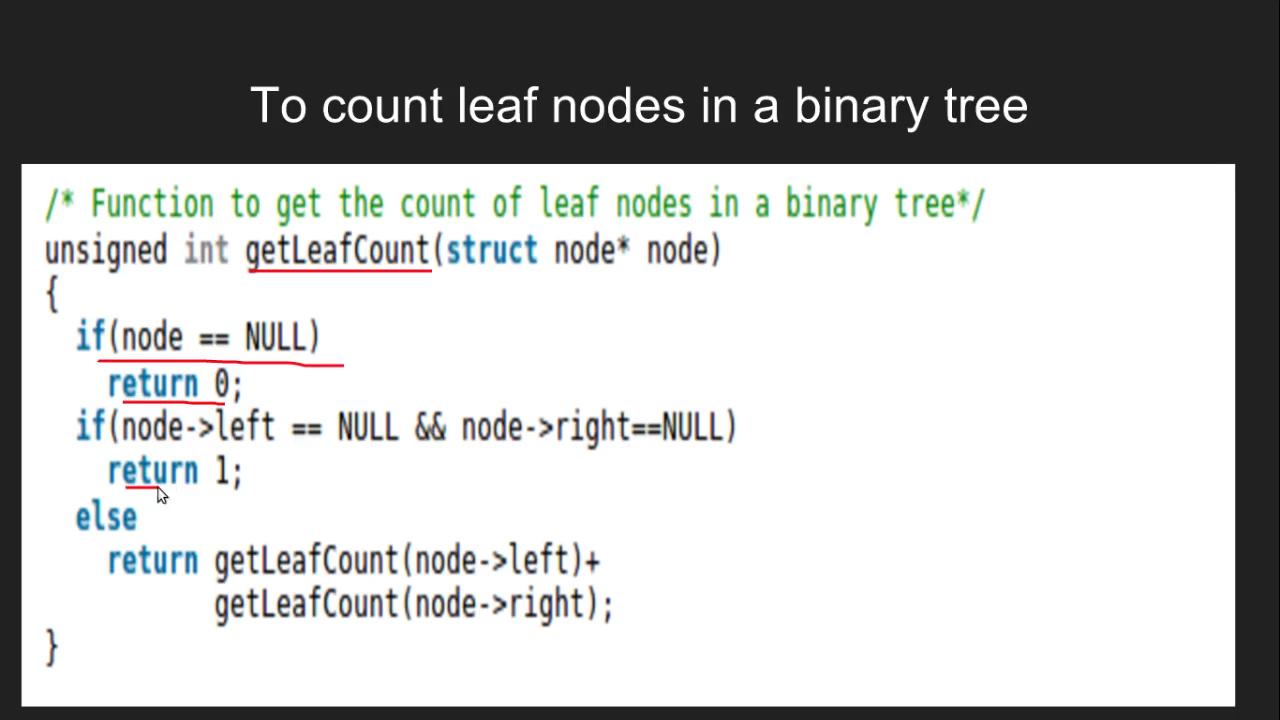 To count leaf nodes in a binary tree
/* Function to get the count of leaf nodes in a binary tree*/
unsigned int getLeafCount(struct node* node)
{
  if(node == NULL)
    return 0;
  if(node->left == NULL && node->right==NULL)
    return 1;
  else
    return getLeafCount(node->left)+
           getLeafCount(node->right);
}